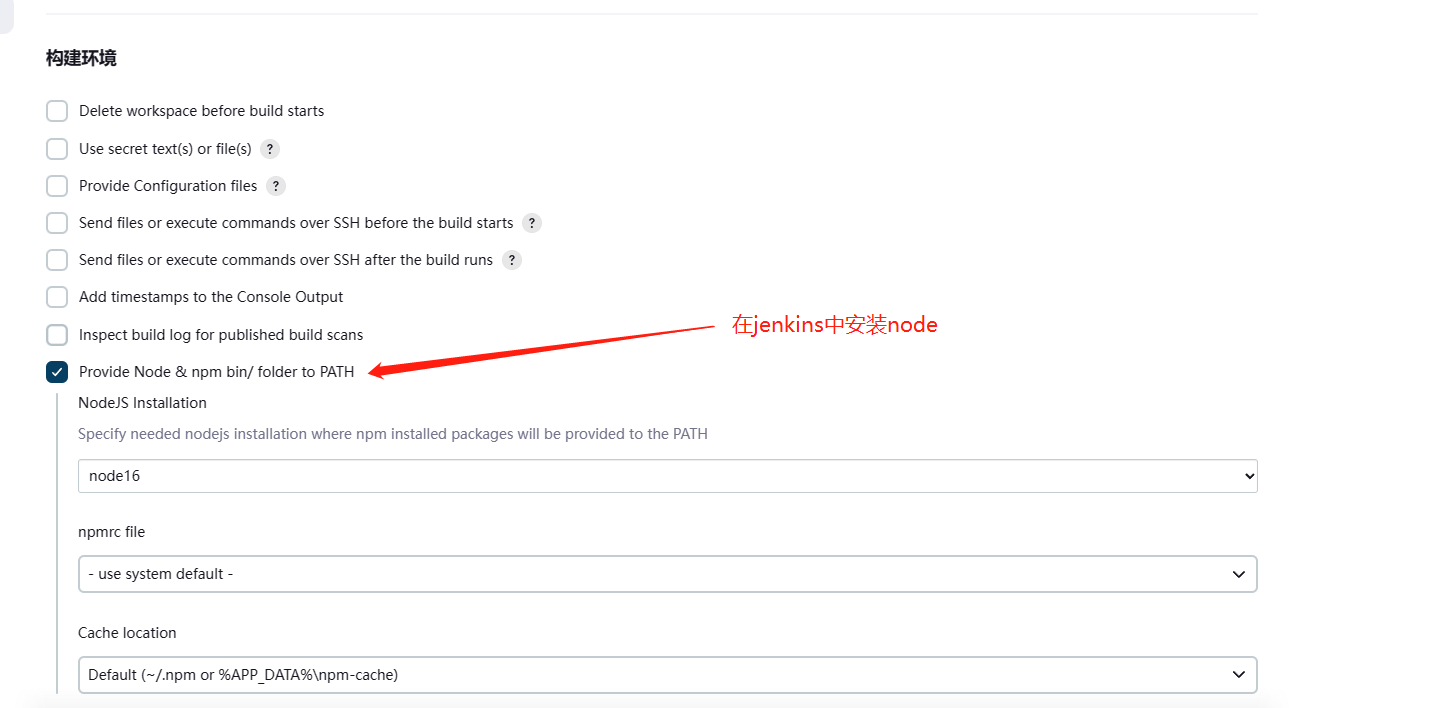 构建环境
Delete workspace before build starts
Use secret text(s) or file(s) ?
Provide Configuration files ?
Send files or execute commands over SSH before the build starts ?
Send files or execute commands over SSH after the build runs ?
Add timestamps to the Console Output
在jenkins中安装node
Inspect build log for published build scans
Provide Node & npm bin/ folder to PATH
NodeJS Installation
Specify needed nodejs installation where npm installed packages will be provided to the PATH
node16
npmrc file
- use system default -
Cache location
Default (~/.npm or %APP_DATA%\npm-cache)